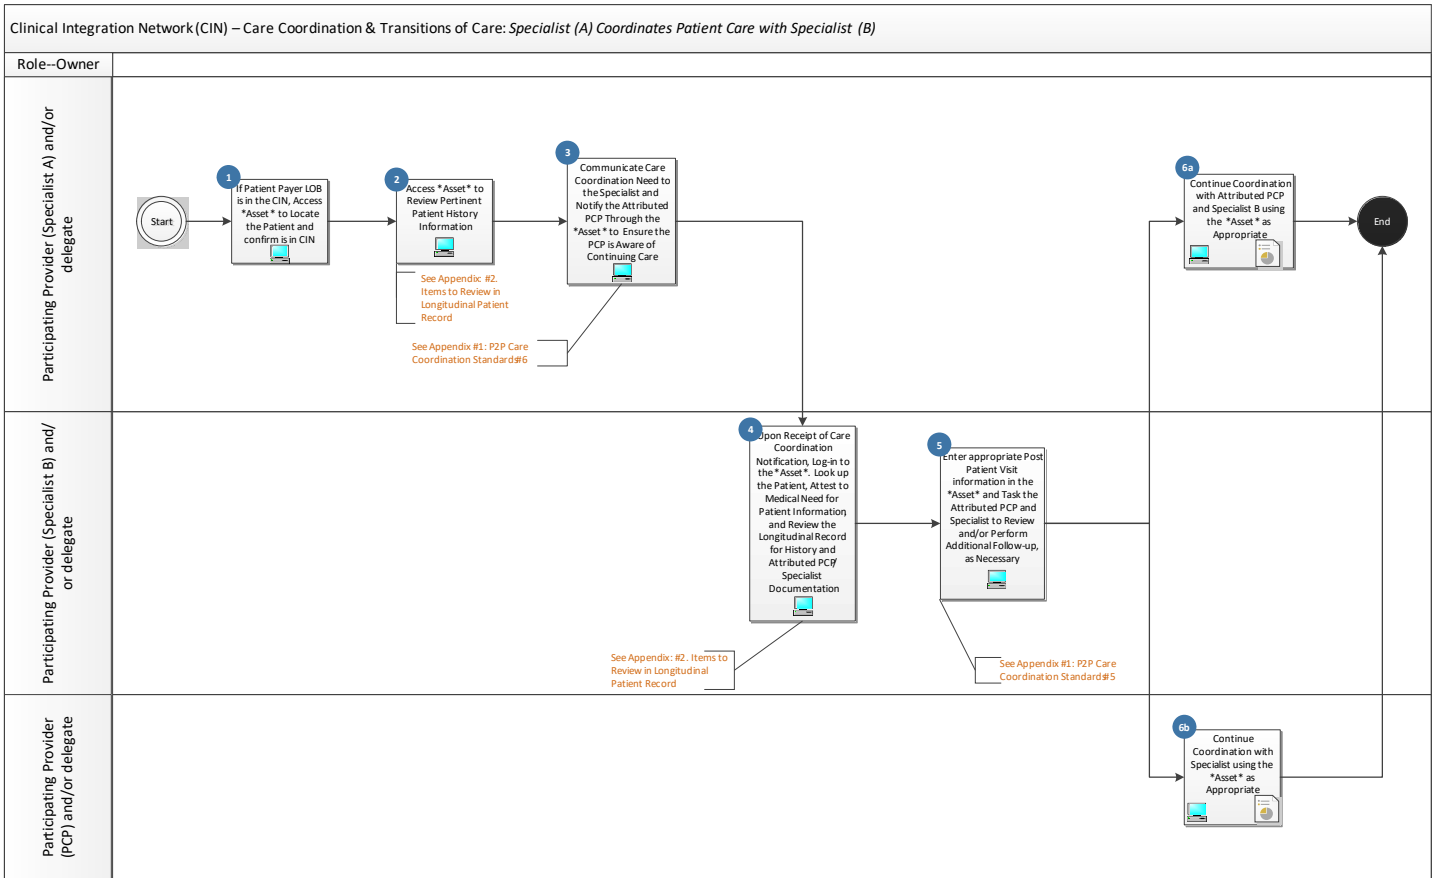 Clinical Integration Network (CIN) – Care Coordination & Transitions of Care: Specialist (A) Coordinates Patient Care with Specialist (B)
Role--Owner
Participating Provider (Specialist A) and/or
delegate
Start
1
If Patient Payer LOB
is in the CIN, Access
*Asset* to Locate
the Patient and
confirm is in CIN
2
Access *Asset* to
Review Pertinent
Patient History
Information
See Appendix: #2.
Items to Review in
Longitudinal Patient
Record
3
Communicate Care
Coordination Need to
the Specialist and
Notify the Attributed
PCP Through the
*Asset* to Ensure the
PCP is Aware of
Continuing Care
See Appendix #1: P2P Care
Coordination Standards#6
6a
Continue Coordination
with Attributed PCP
and Specialist B using
the *Asset* as
Appropriate
End
Participating Provider (Specialist B) and/
or delegate
4
Upon Receipt of Care
Coordination
Notification, Log-in to
the *Asset*. Look up
the Patient, Attest to
Medical Need for
Patient Information,
and Review the
Longitudinal Record
for History and
Attributed PCP/
Specialist
Documentation
See Appendix: #2. Items to
Review in Longitudinal
Patient Record
5
Enter appropriate Post
Patient Visit
information in the
*Asset* and Task the
Attributed PCP and
Specialist to Review
and/or Perform
Additional Follow-up,
as Necessary
See Appendix #1: P2P Care
Coordination Standards#5
Participating Provider
(PCP) and/or delegate
6b
Continue
Coordination with
Specialist using the
*Asset* as
Appropriate